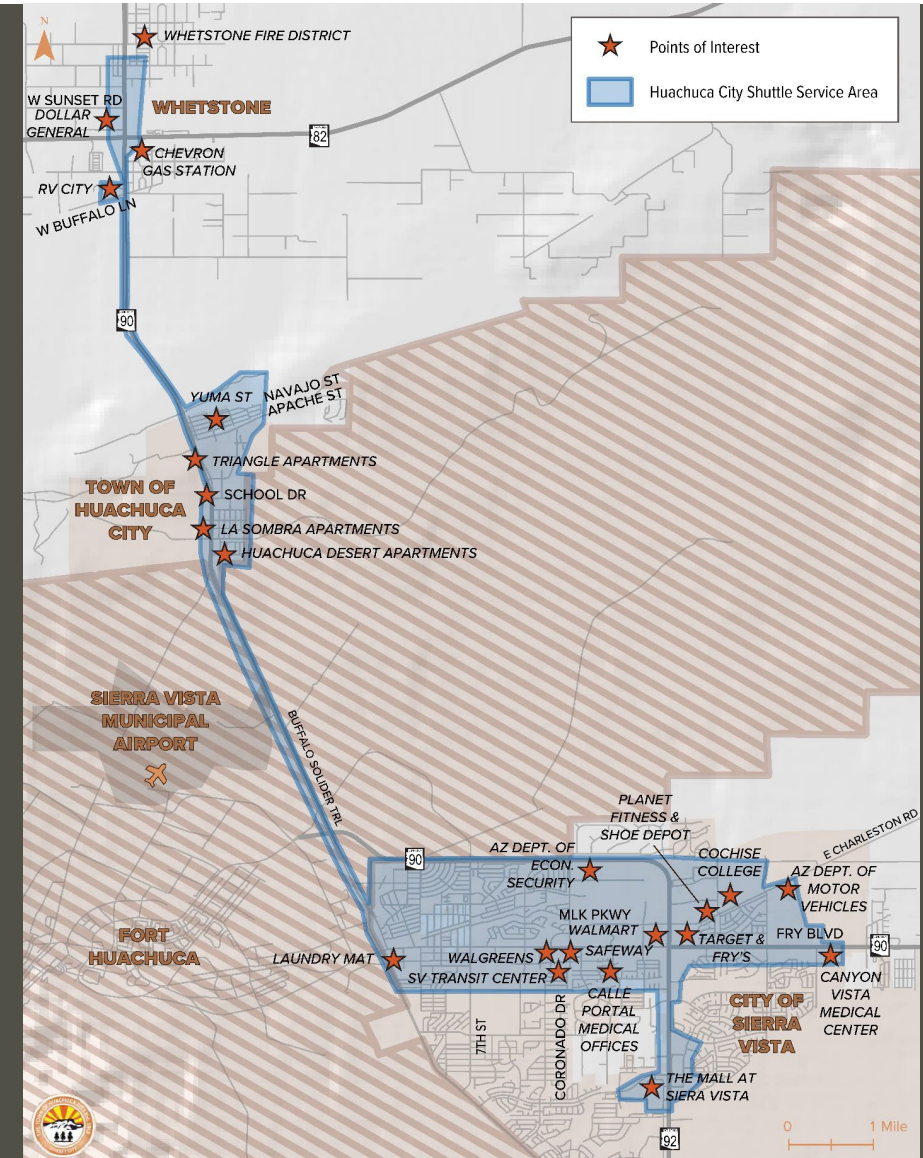 N
WHETSTONE FIRE DISTRICT
Points of Interest
Huachuca City Shuttle Service Area
W SUNSET RD
DOLLAR
GENERAL
WHETSTONE
82
CHEVRON
GAS STATION
RV CITY
W BUFFALO LN
90
YUMA ST
NAVAJO ST
APACHE ST
TRIANGLE APARTMENTS
TOWN OF
HUACHUCA
CITY
SCHOOL DR
LA SOMBRA APARTMENTS
HUACHUCA DESERT APARTMENTS
SIERRA VISTA
MUNICIPAL
AIRPORT
BUFFALO SOLIDER TRL
PLANET
FITNESS &
SHOE DEPOT
E CHARLESTON RD
90
AZ DEPT. OF
ECON.
SECURITY
COCHISE
COLLEGE
AZ DEPT. OF
MOTOR
VEHICLES
MLK PKWY
WALMART
FORT
HUACHUCA
LAUNDRY MAT
WALGREENS
SAFEWAY
TARGET &
FRY'S
FRY BLVD
90
SV TRANSIT CENTER
CALLE
PORTAL
MEDICAL
OFFICES
CANYON
VISTA
MEDICAL
CENTER
7TH ST
CORONADO DR
CITY OF
SIERRA
VISTA
THE MALL AT
SIERA VISTA
92
0 1 Mile